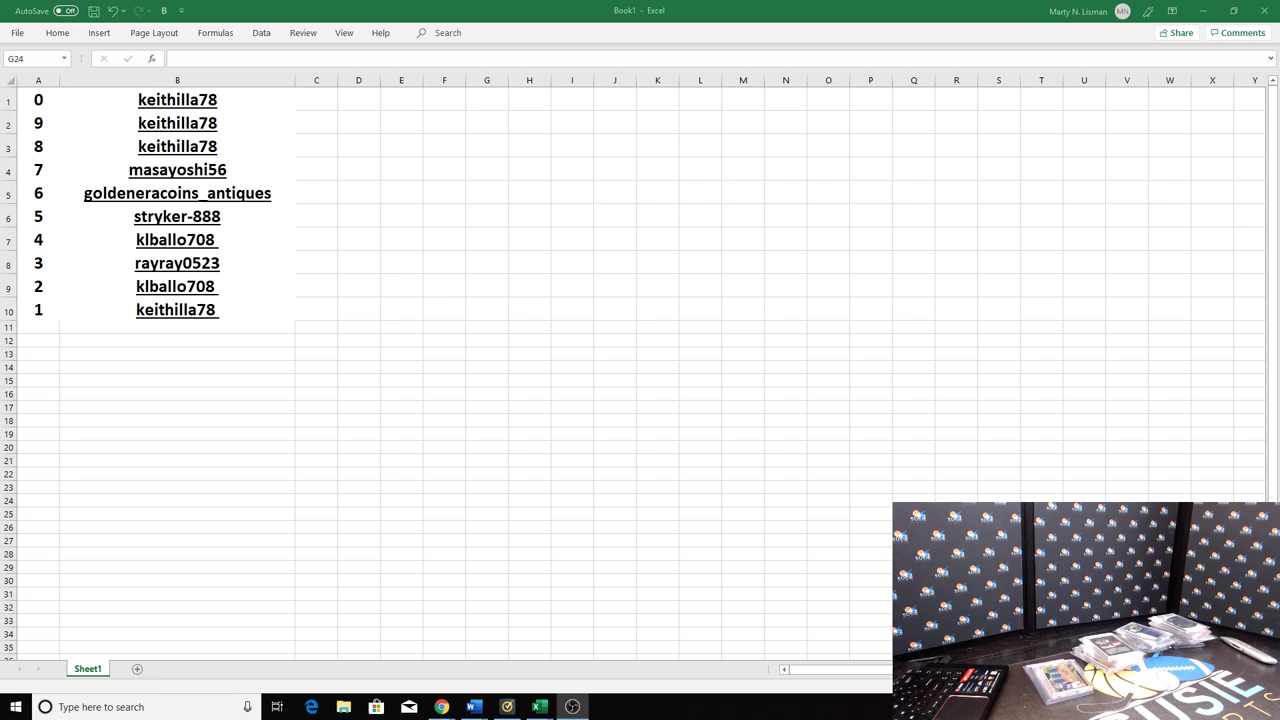 AutoSave Off Book1 - Excel Marty N. Lisman MN
File Home Insert Page Layout Formulas Data Review View Help Search Share Comments
G24 fx
A B C D E F G H I J K L M N O P Q R S T U V W X Y
1 0 keithilla78
2 9 keithilla78
3 8 keithilla78
4 7 masayoshi56
5 6 goldeneracoins_antiques
6 5 stryker-888
7 4 klballo708
8 3 rayray0523
9 2 klballo708
10 1 keithilla78
11
12
13
14
15
16
17
18
19
20
21
22
23
24
25
26
27
28
29
30
31
32
33
34
35
Sheet1
Type here to search